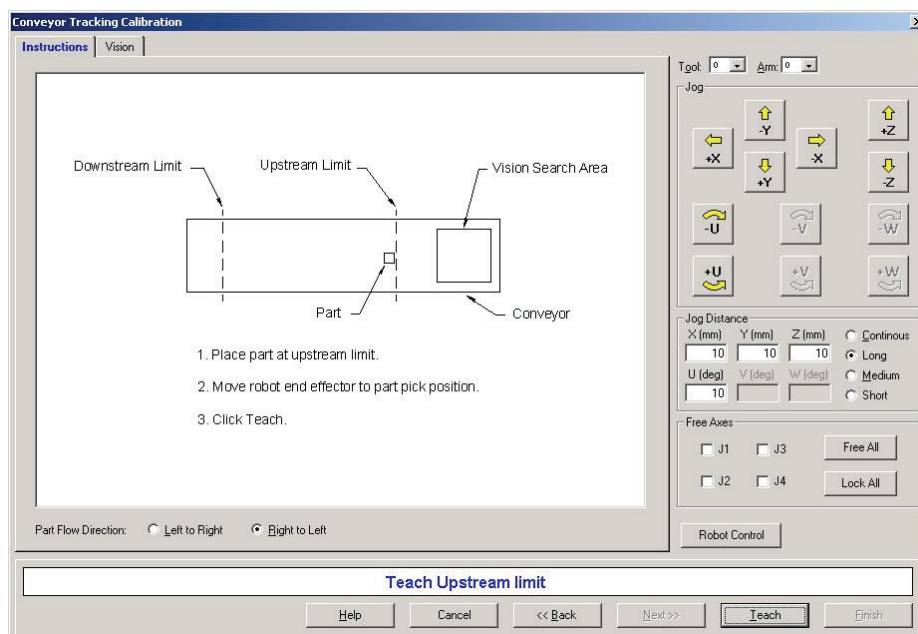 Conveyor Tracking Calibration
Instructions Vision
Downstream Limit
Upstream Limit
Vision Search Area
Part
Conveyor
1. Place part at upstream limit.
2. Move robot end effector to part pick position.
3. Click Teach.
Part Flow Direction: Left to Right Right to Left
Tool: 0 Arm: 0
Jog
-Y +Z
+X -X
+Y -Z
-U -V -W
+U +V +W
Jog Distance
X (mm) Y (mm) Z (mm) Continous
10 10 10 Long
U (deg) V (deg) W (deg) Medium
10 Short
Free Axes
J1 J3 Free All
J2 J4 Lock All
Robot Control
Teach Upstream limit
Help Cancel << Back Next >> Teach Finish